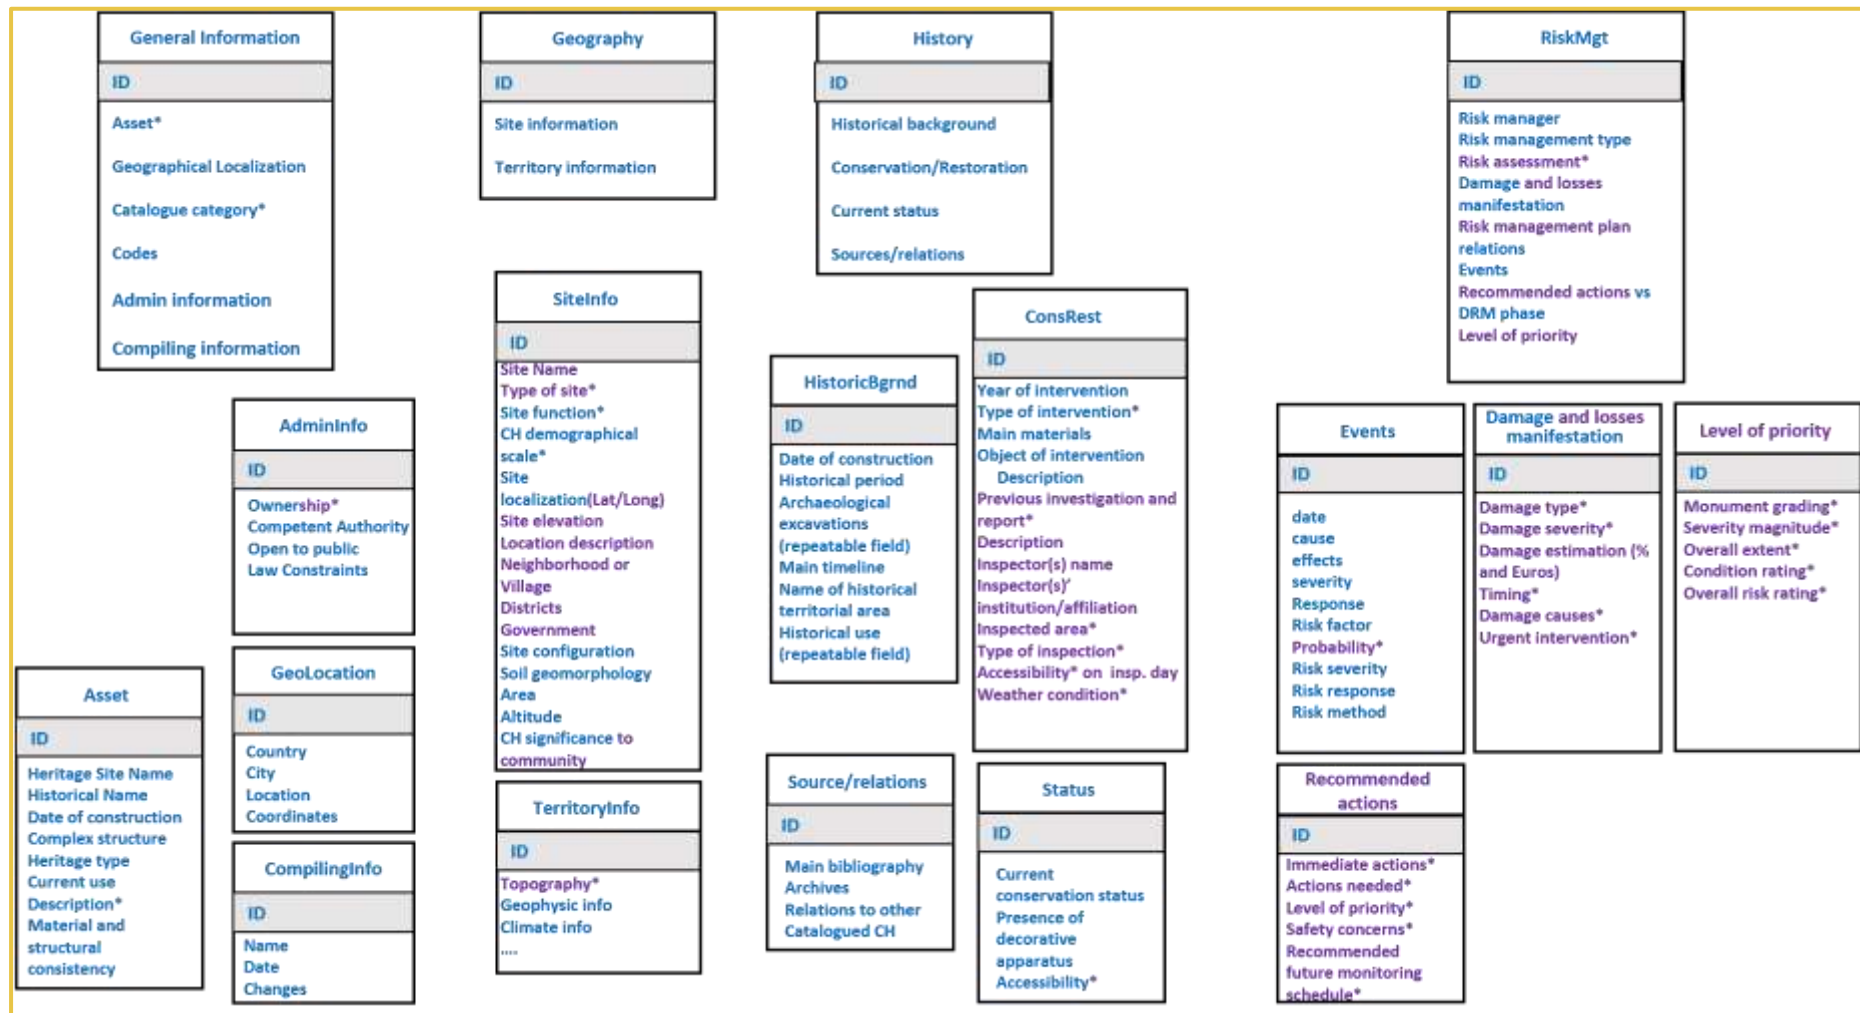 General Information
ID
Asset*
Geographical Localization
Catalogue category*
Codes
Admin information
Compiling information
Geography
ID
Site information
Territory information
History
ID
Historical background
Conservation/Restoration
Current status
Sources/relations
RiskMgt
ID
Risk manager
Risk management type
Risk assessment*
Damage and losses
manifestation
Risk management plan
relations
Events
Recommended actions vs
DRM phase
Level of priority
AdminInfo
ID
Ownership*
Competent Authority
Open to public
Law Constraints
SiteInfo
ID
Site Name
Type of site*
Site function*
CH demographical
scale*
Site
localization(Lat/Long)
Site elevation
Location description
Neighborhood or
Village
Districts
Government
Site configuration
Soil geomorphology
Area
Altitude
CH significance to
community
HistoricBgrnd
ID
Date of construction
Historical period
Archaeological
excavations
(repeatable field)
Main timeline
Name of historical
territorial area
Historical use
(repeatable field)
ConsRest
ID
Year of intervention
Type of intervention*
Main materials
Object of intervention
Description
Previous investigation and
report*
Description
Inspector(s) name
Inspector(s)'
institution/affiliation
Inspected area*
Type of inspection*
Accessibility* on insp. day
Weather condition*
Events
ID
date
cause
effects
severity
Response
Risk factor
Probability*
Risk severity
Risk response
Risk method
Damage and losses
manifestation
ID
Damage type*
Damage severity*
Damage estimation (%
and Euros)
Timing*
Damage causes*
Urgent intervention*
Level of priority
ID
Monument grading*
Severity magnitude*
Overall extent*
Condition rating*
Overall risk rating*
Asset
ID
Heritage Site Name
Historical Name
Date of construction
Complex structure
Heritage type
Current use
Description*
Material and
structural
consistency
GeoLocation
ID
Country
City
Location
Coordinates
CompilingInfo
ID
Name
Date
Changes
TerritoryInfo
ID
Topography*
Geophysic info
Climate info
....
Source/relations
ID
Main bibliography
Archives
Relations to other
Catalogued CH
Status
ID
Current
conservation status
Presence of
decorative
apparatus
Accessibility*
Recommended
actions
ID
Immediate actions*
Actions needed*
Level of priority*
Safety concerns*
Recommended
future monitoring
schedule*